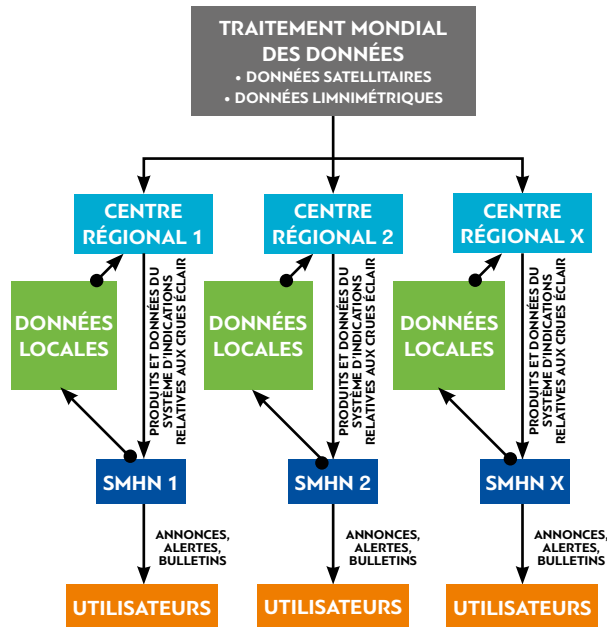 TRAITEMENT MONDIAL
DES DONNÉES
• DONNÉES SATELLITAIRES
• DONNÉES LIMNIMÉTRIQUES
CENTRE
RÉGIONAL 1
CENTRE
RÉGIONAL 2
CENTRE
RÉGIONAL X
DONNÉES
LOCALES
PRODUITS ET DONNÉES DU
SYSTÈME D'INDICATIONS
RELATIVES AUX CRUES ÉCLAIR
DONNÉES
LOCALES
PRODUITS ET DONNÉES DU
SYSTÈME D'INDICATIONS
RELATIVES AUX CRUES ÉCLAIR
DONNÉES
LOCALES
PRODUITS ET DONNÉES DU
SYSTÈME D'INDICATIONS
RELATIVES AUX CRUES ÉCLAIR
SMHN 1
SMHN 2
SMHN X
ANNONCES,
ALERTES,
BULLETINS
ANNONCES,
ALERTES,
BULLETINS
ANNONCES,
ALERTES,
BULLETINS
UTILISATEURS
UTILISATEURS
UTILISATEURS